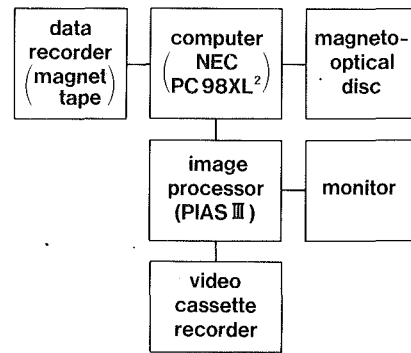 data
recorder
(magnet
tape)
computer
(NEC
PC98XL²)
magneto-
optical
disc
image
processor
(PIAS Ⅲ)
monitor
video
cassette
recorder